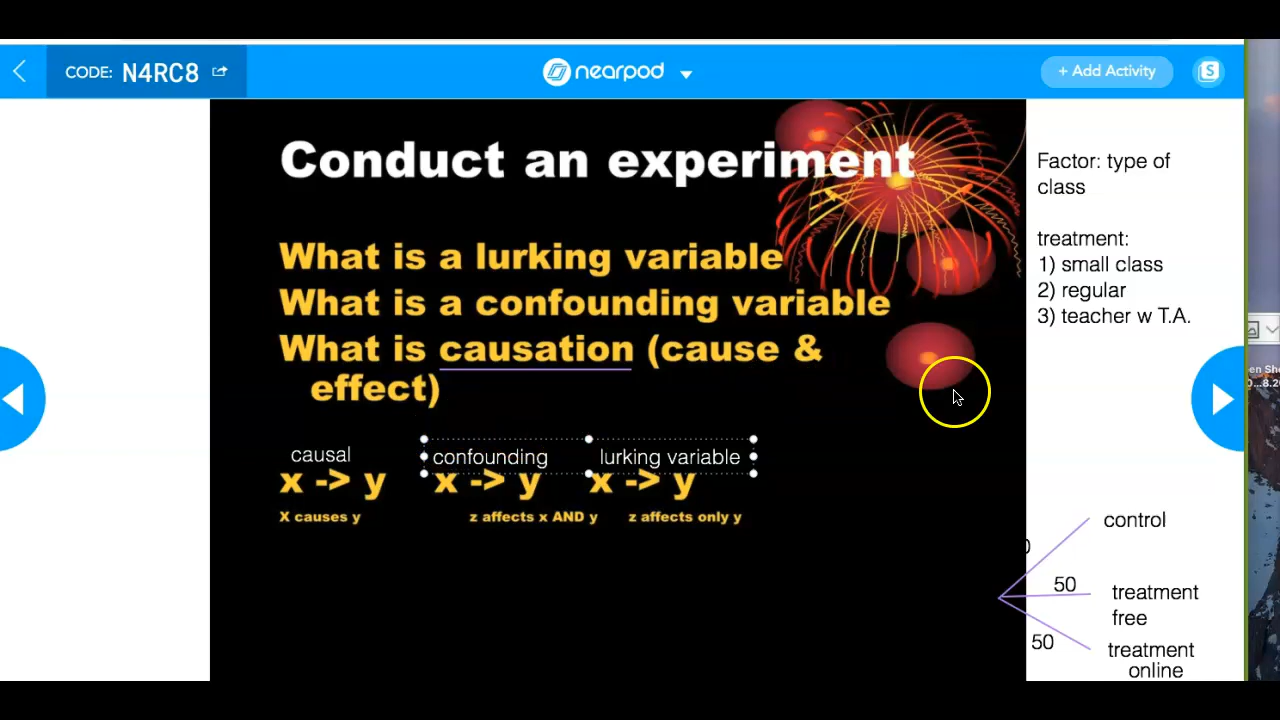 CODE: N4RC8
nearpod
+ Add Activity
S
Conduct an experiment
What is a lurking variable
What is a confounding variable
What is causation (cause &
effect)
causal
confounding
lurking variable
x -> y
x -> y
x -> y
X causes y
z affects x AND y
z affects only y
Factor: type of
class
treatment:
1) small class
2) regular
3) teacher w T.A.
control
50
treatment
free
50
treatment
online